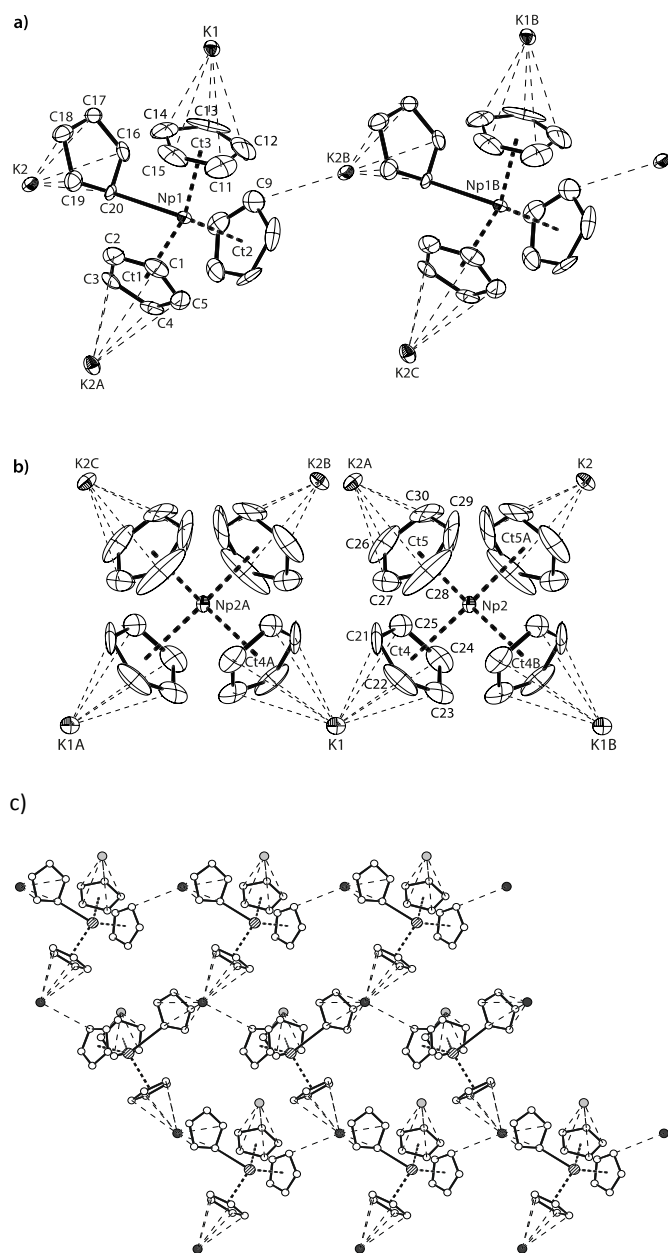 a)
K1
K1B
C17
C14
C13
C18
C12
C16
Ct3
K2
C15
C11
C9
K2B
C19
C20
Np1
Np1B
C2
Ct2
C3
Ct1
C1
C5
C4
K2A
K2C
b)
K2C
K2B
K2A
K2
C30
C29
C26
Ct5
Ct5A
C27
C28
Np2A
Np2
C25
C21
Ct4A
Ct4
C24
Ct4B
C22
C23
K1A
K1
K1B
c)